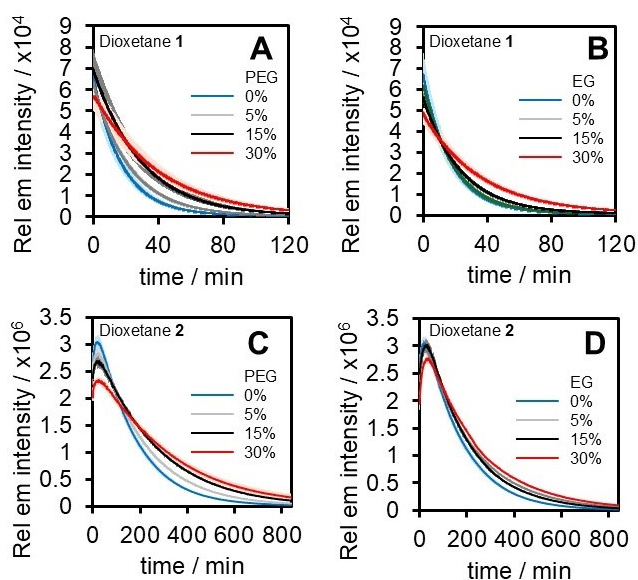 A
Dioxetane 1
Rel em intensity / x10⁴
9
8
7
6
5
4
3
2
1
0
PEG
0%
5%
15%
30%
0 40 80 120
time / min
B
Dioxetane 1
Rel em intensity / x10⁴
9
8
7
6
5
4
3
2
1
0
EG
0%
5%
15%
30%
0 40 80 120
time / min
C
Dioxetane 2
Rel em intensity / x10⁶
3.5
3
2.5
2
1.5
1
0.5
0
PEG
0%
5%
15%
30%
0 200 400 600 800
time / min
D
Dioxetane 2
Rel em intensity / x10⁶
3.5
3
2.5
2
1.5
1
0.5
0
EG
0%
5%
15%
30%
0 200 400 600 800
time / min